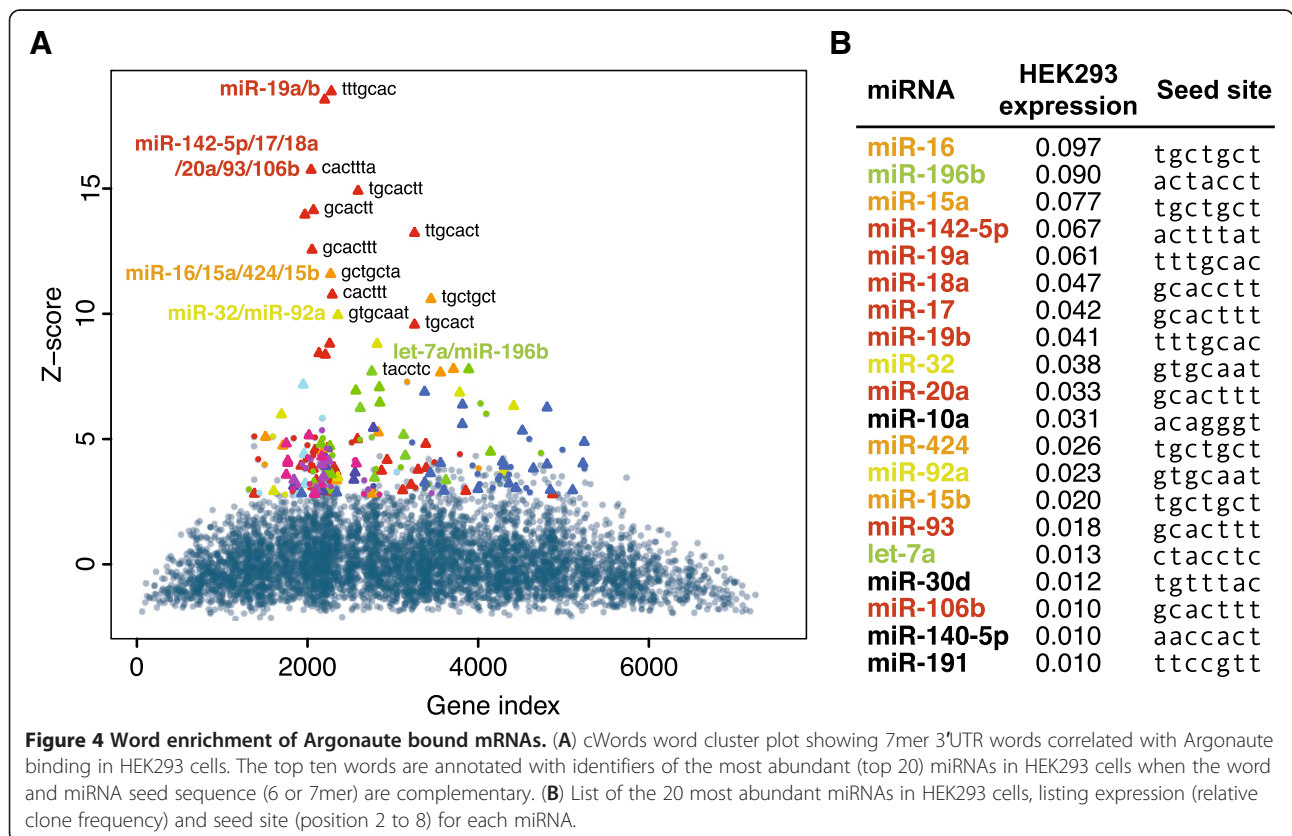 A
miR-19a/b
tttgcac
miR-142-5p/17/18a
/20a/93/106b
cacttta
tgcactt
gcactt
ttgcact
gcacttt
miR-16/15a/424/15b
gctgcta
cacttt
tgctgct
miR-32/miR-92a
gtgcaat
tgcact
let-7a/miR-196b
tacctc
Z−score
15
10
5
0
0 2000 4000 6000
Gene index
B
miRNA HEK293 expression Seed site
miR-16 0.097 tgctgct
miR-196b 0.090 actacct
miR-15a 0.077 tgctgct
miR-142-5p 0.067 actttat
miR-19a 0.061 tttgcac
miR-18a 0.047 gcacctt
miR-17 0.042 gcacttt
miR-19b 0.041 tttgcac
miR-32 0.038 gtgcaat
miR-20a 0.033 gcacttt
miR-10a 0.031 acagggt
miR-424 0.026 tgctgct
miR-92a 0.023 gtgcaat
miR-15b 0.020 tgctgct
miR-93 0.018 gcacttt
let-7a 0.013 ctacctc
miR-30d 0.012 tgtttac
miR-106b 0.010 gcacttt
miR-140-5p 0.010 aaccact
miR-191 0.010 ttccgtt
Figure 4 Word enrichment of Argonaute bound mRNAs. (A) cWords word cluster plot showing 7mer 3′UTR words correlated with Argonaute
binding in HEK293 cells. The top ten words are annotated with identifiers of the most abundant (top 20) miRNAs in HEK293 cells when the word
and miRNA seed sequence (6 or 7mer) are complementary. (B) List of the 20 most abundant miRNAs in HEK293 cells, listing expression (relative
clone frequency) and seed site (position 2 to 8) for each miRNA.